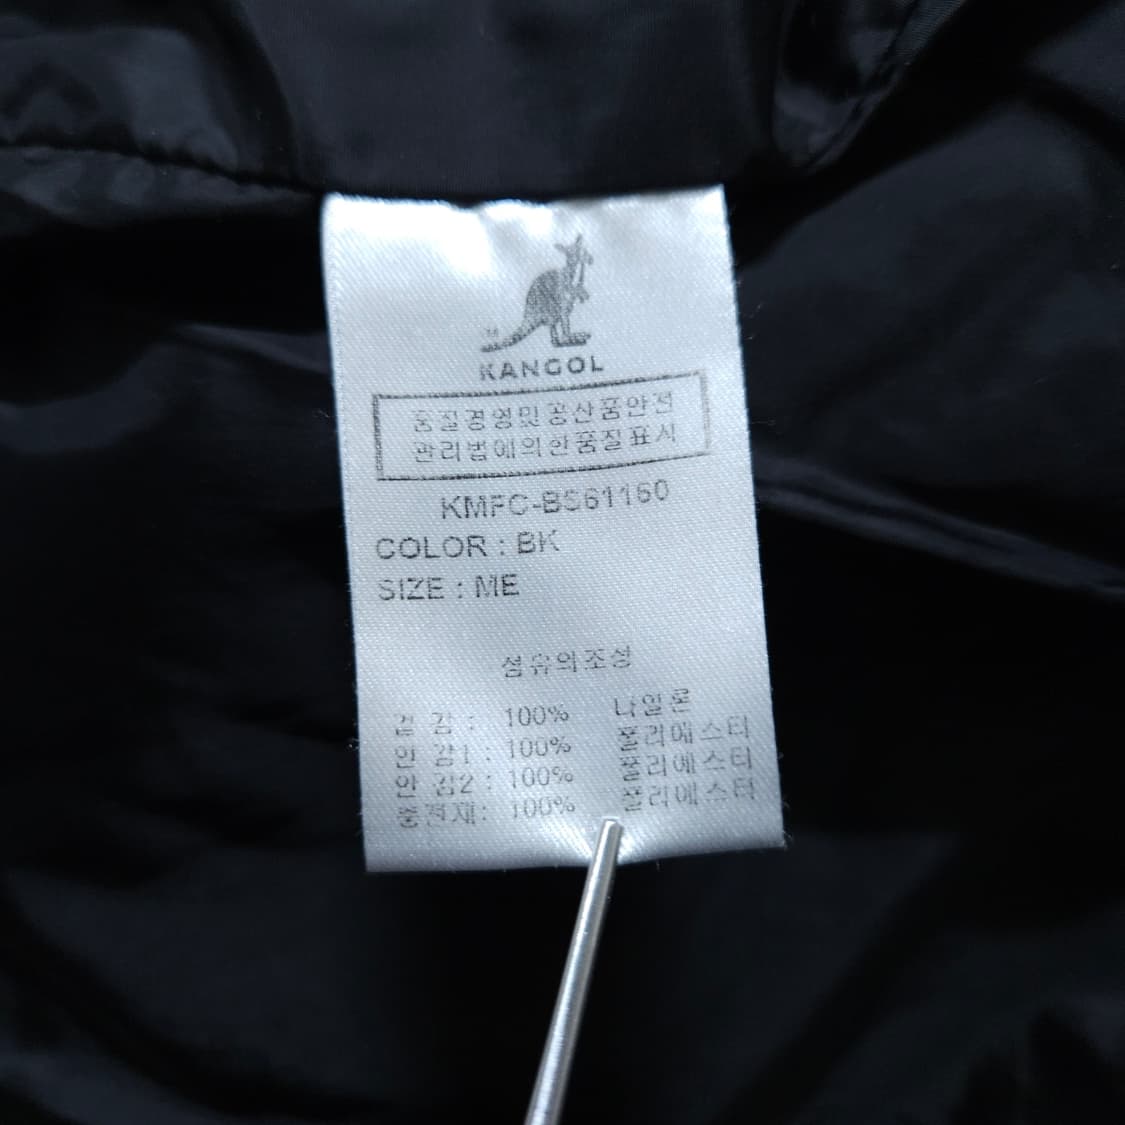 KANGOL
품질경영및공산품안전
관리법에의한품질표시
KMFC-BS61160
COLOR : BK
SIZE : ME
섬유의조성
겉 감 : 100% 나일론
안 감1 : 100% 폴리에스터
안 감2 : 100% 폴리에스터
충전재 : 100% 폴리에스터